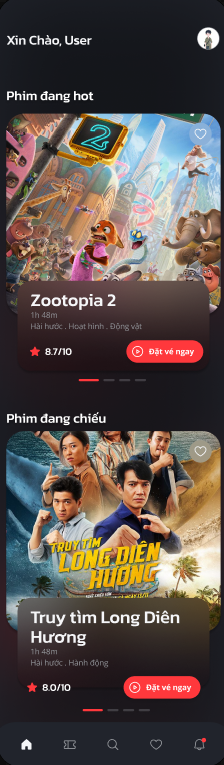 Xin Chào, User
Phim đang hot
2
Zootopia 2
1h 48m
Hài hước . Hoạt hình . Động vật
8.7/10
Đặt vé ngay
Phim đang chiếu
TRUY TÌM
LONG DIÊN
HƯƠNG
Truy tìm Long Diên
Hương
1h 48m
Hài hước . Hành động
8.0/10
Đặt vé ngay